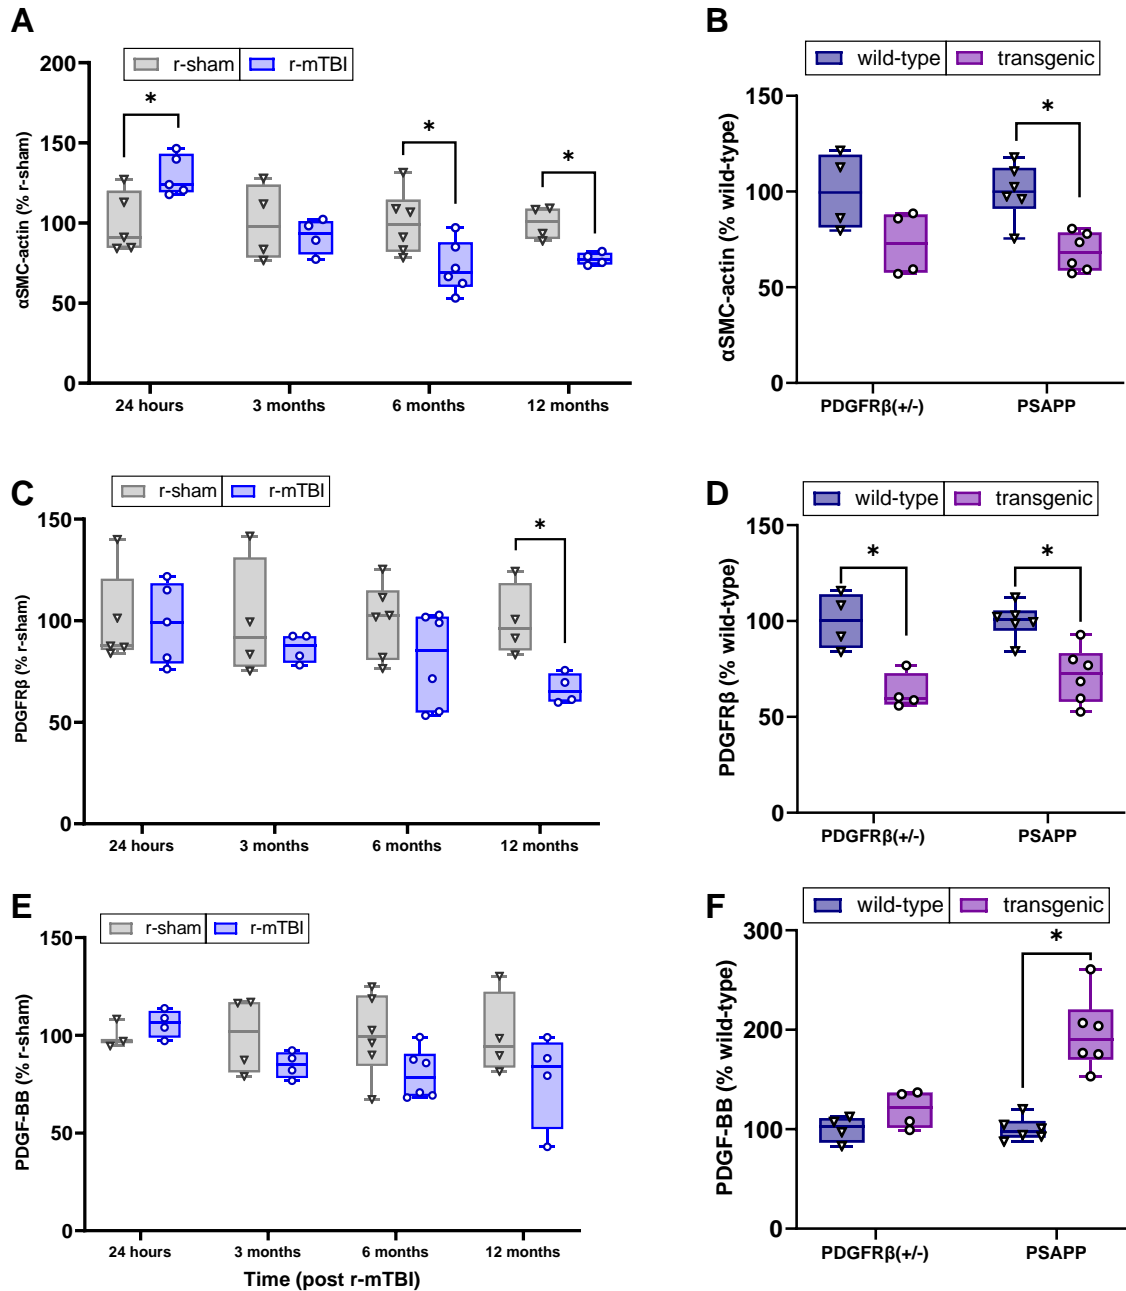 A
r-sham
r-mTBI
αSMC-actin (% r-sham)
200
150
100
50
0
*
*
*
24 hours
3 months
6 months
12 months
B
wild-type
transgenic
αSMC-actin (% wild-type)
150
100
50
0
*
PDGFRβ(+/-)
PSAPP
C
r-sham
r-mTBI
PDGFRβ (% r-sham)
150
100
50
0
*
24 hours
3 months
6 months
12 months
D
wild-type
transgenic
PDGFRβ (% wild-type)
150
100
50
0
*
*
PDGFRβ(+/-)
PSAPP
E
r-sham
r-mTBI
PDGF-BB (% r-sham)
150
100
50
0
24 hours
3 months
6 months
12 months
Time (post r-mTBI)
F
wild-type
transgenic
PDGF-BB (% wild-type)
300
200
100
0
*
PDGFRβ(+/-)
PSAPP